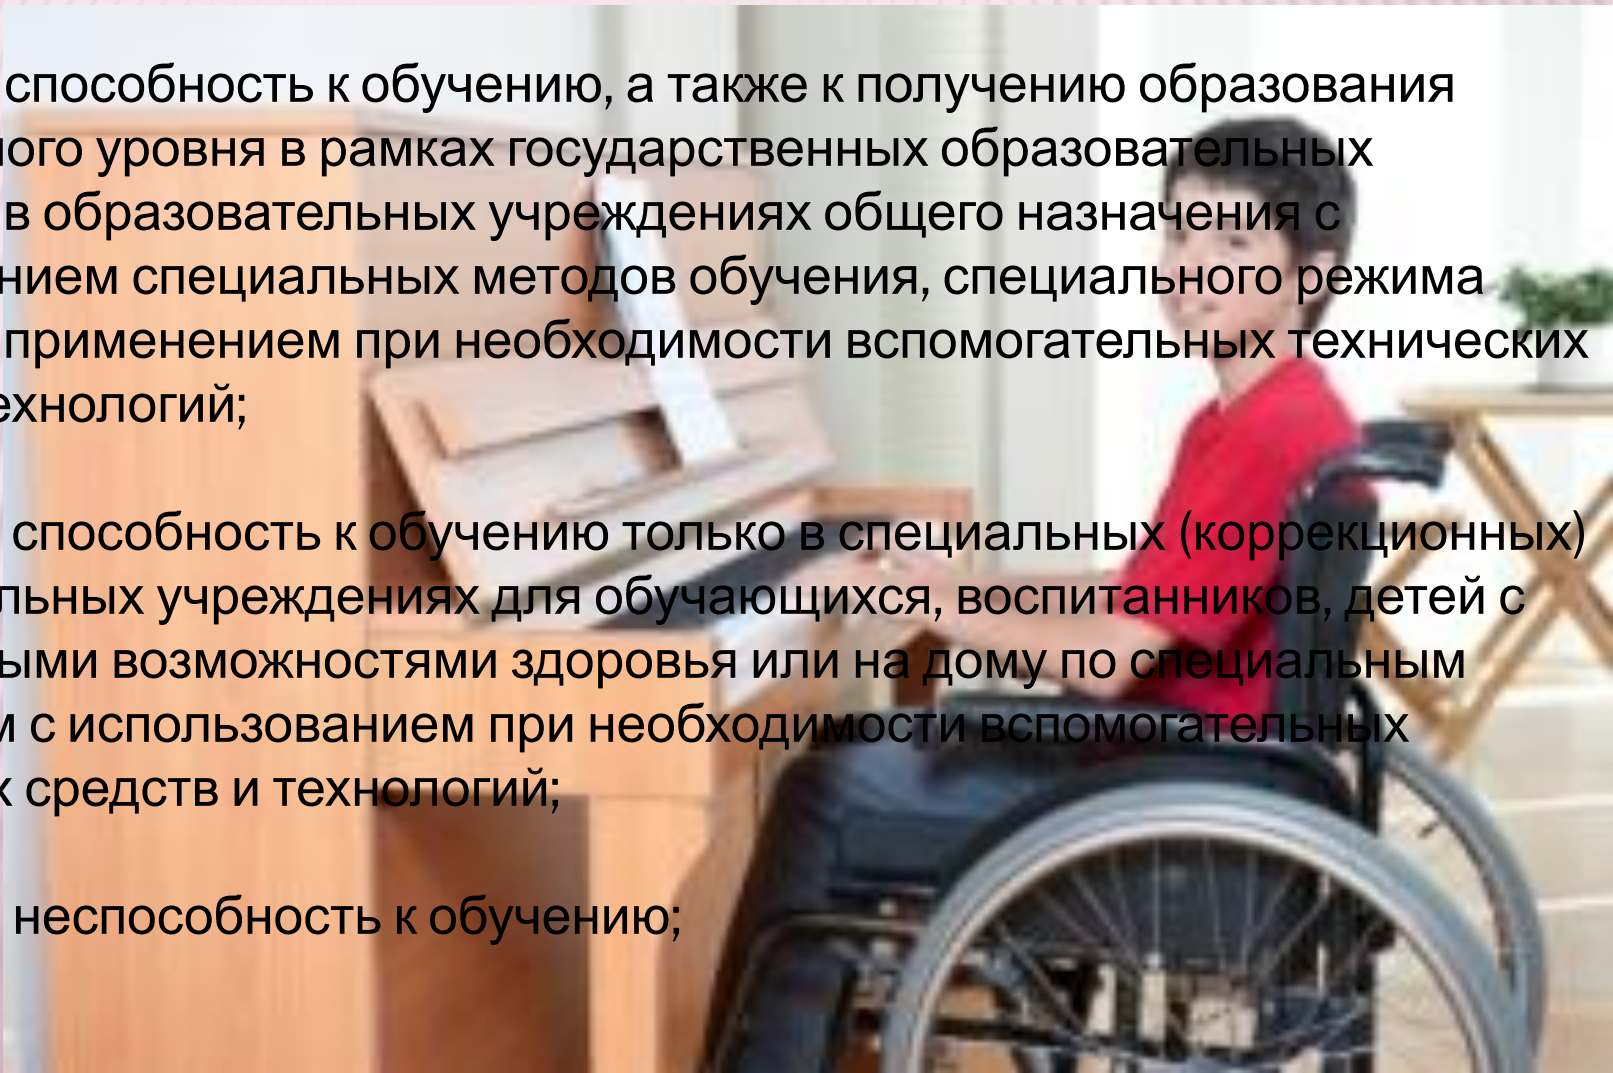 способность к обучению, а также к получению образования
ного уровня в рамках государственных образовательных
в образовательных учреждениях общего назначения с
нием специальных методов обучения, специального режима
применением при необходимости вспомогательных технических
ехнологий;
способность к обучению только в специальных (коррекционных)
льных учреждениях для обучающихся, воспитанников, детей с
ыми возможностями здоровья или на дому по специальным
м с использованием при необходимости вспомогательных
х средств и технологий;
неспособность к обучению;